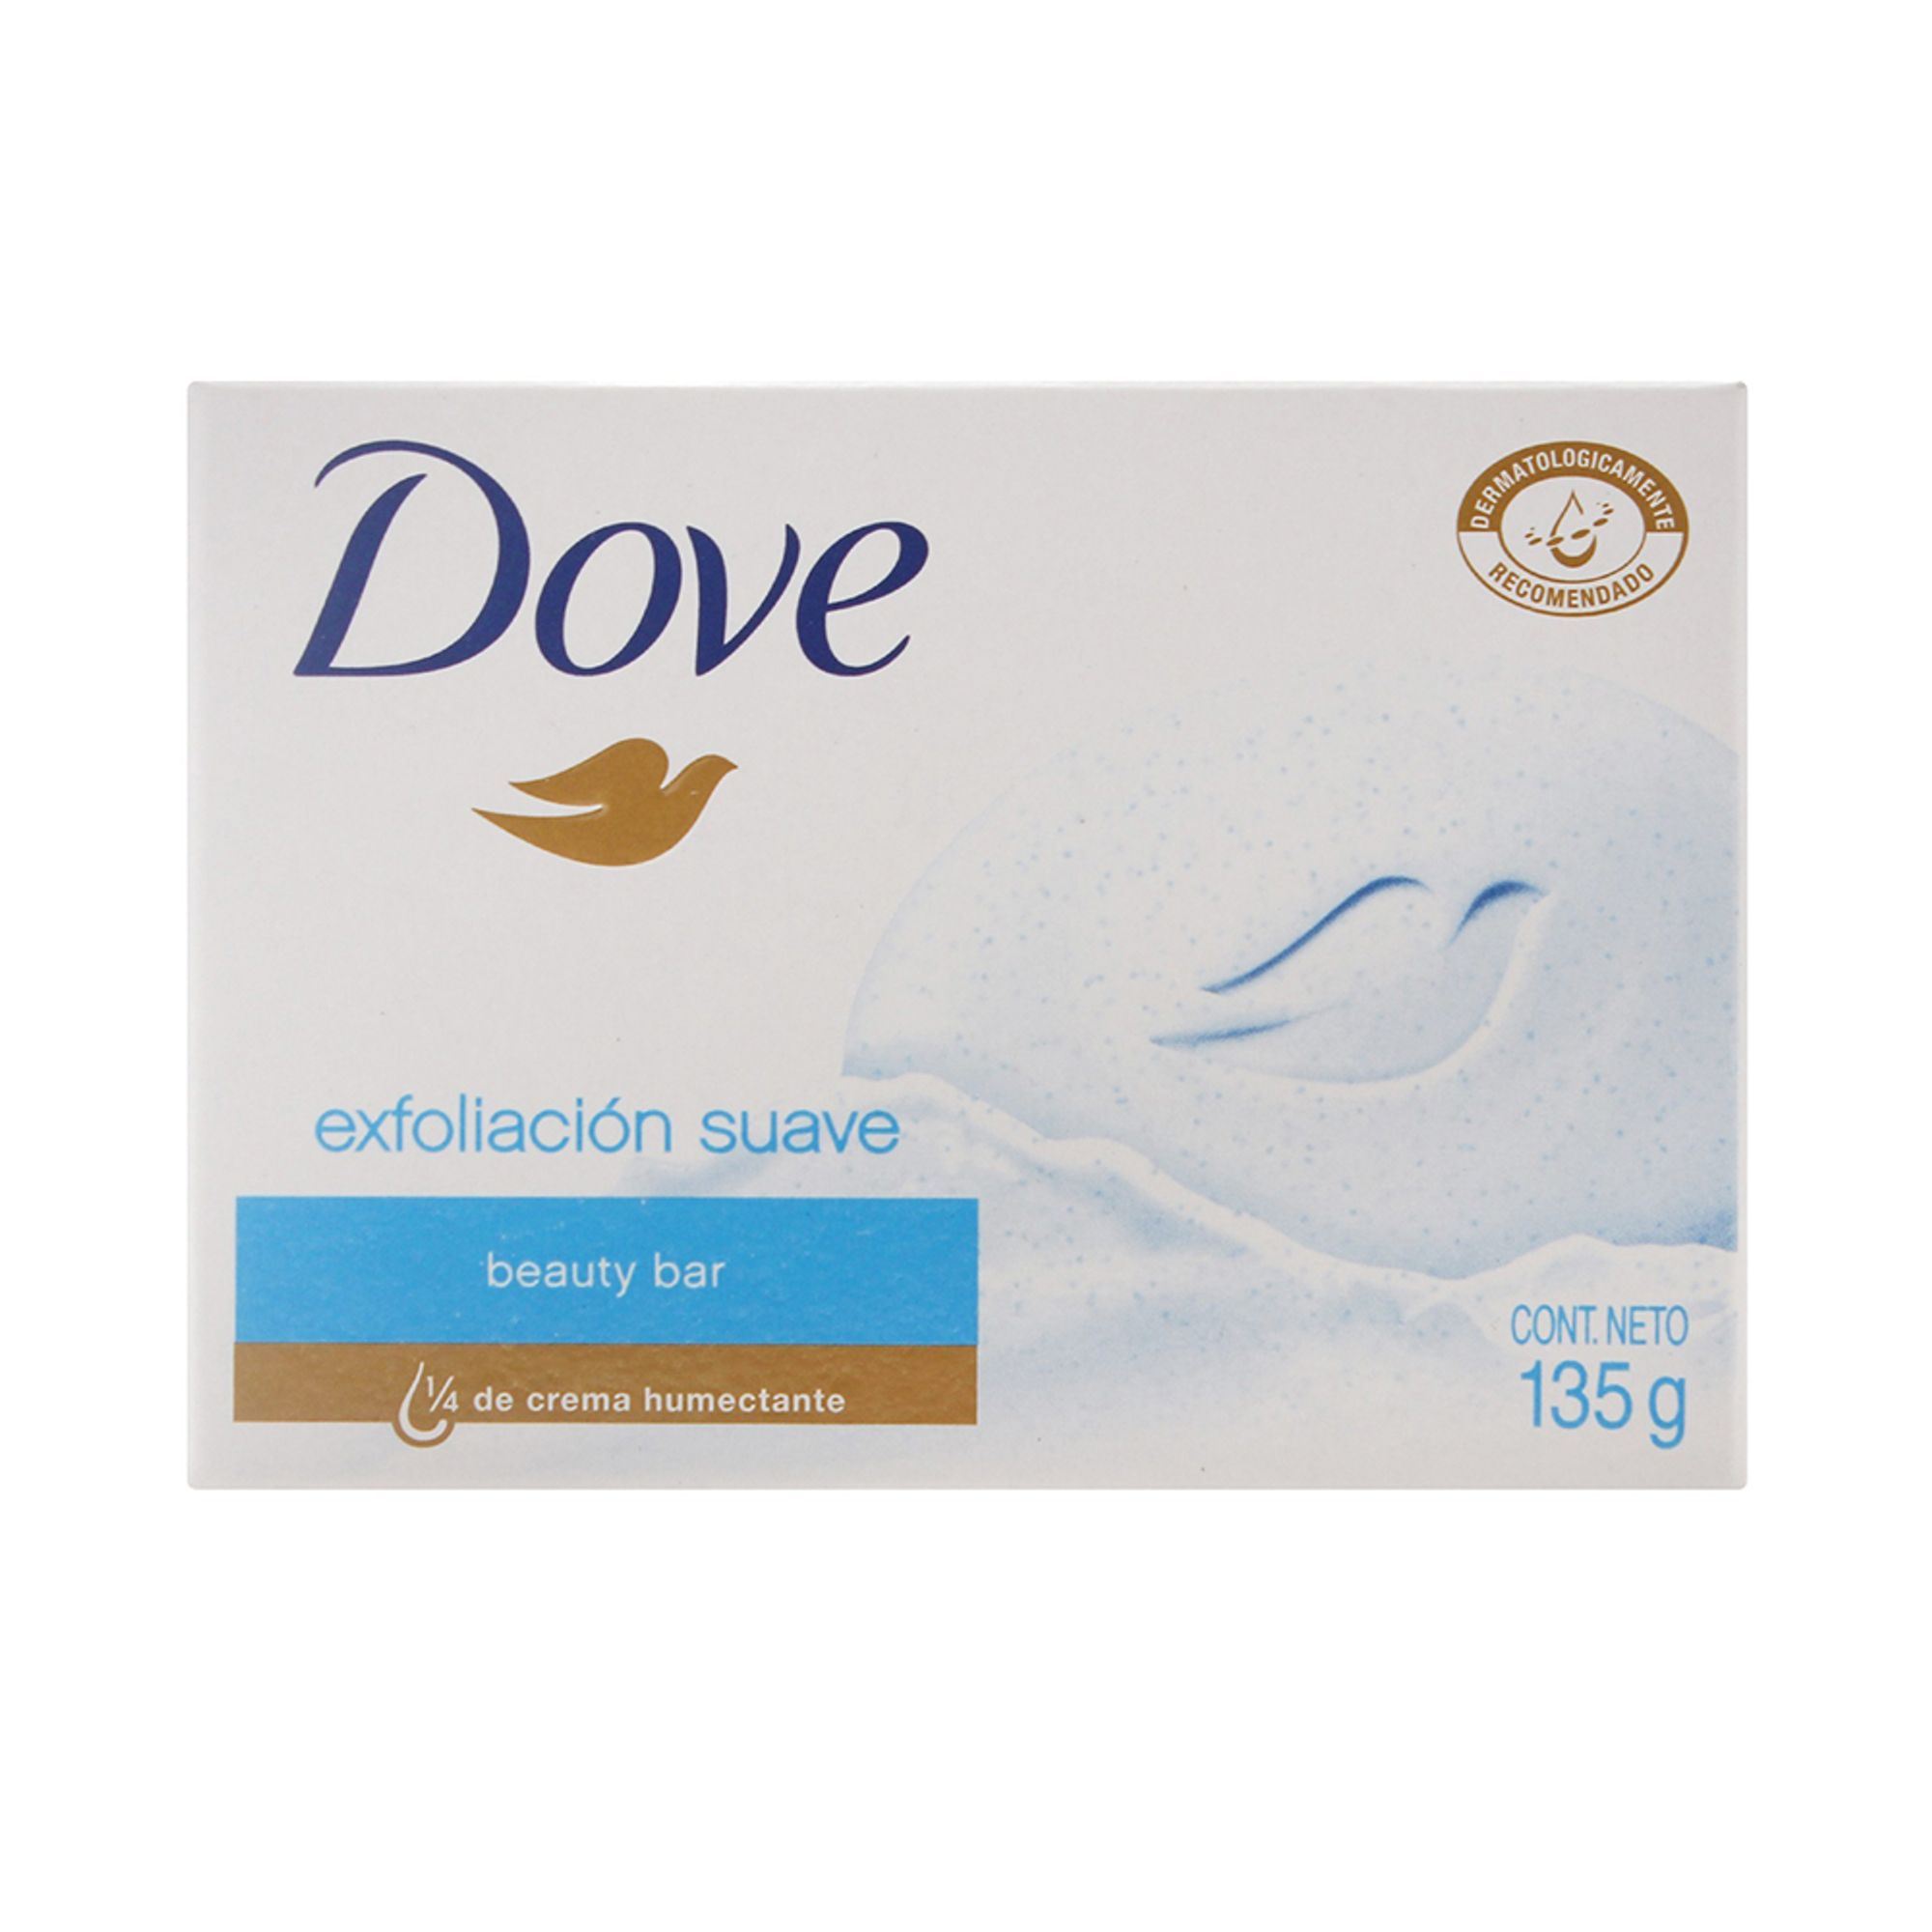 Dove
DERMATOLOGICAMENTE
RECOMENDADO
exfoliación suave
beauty bar
1/4 de crema humectante
CONT. NETO
135 g